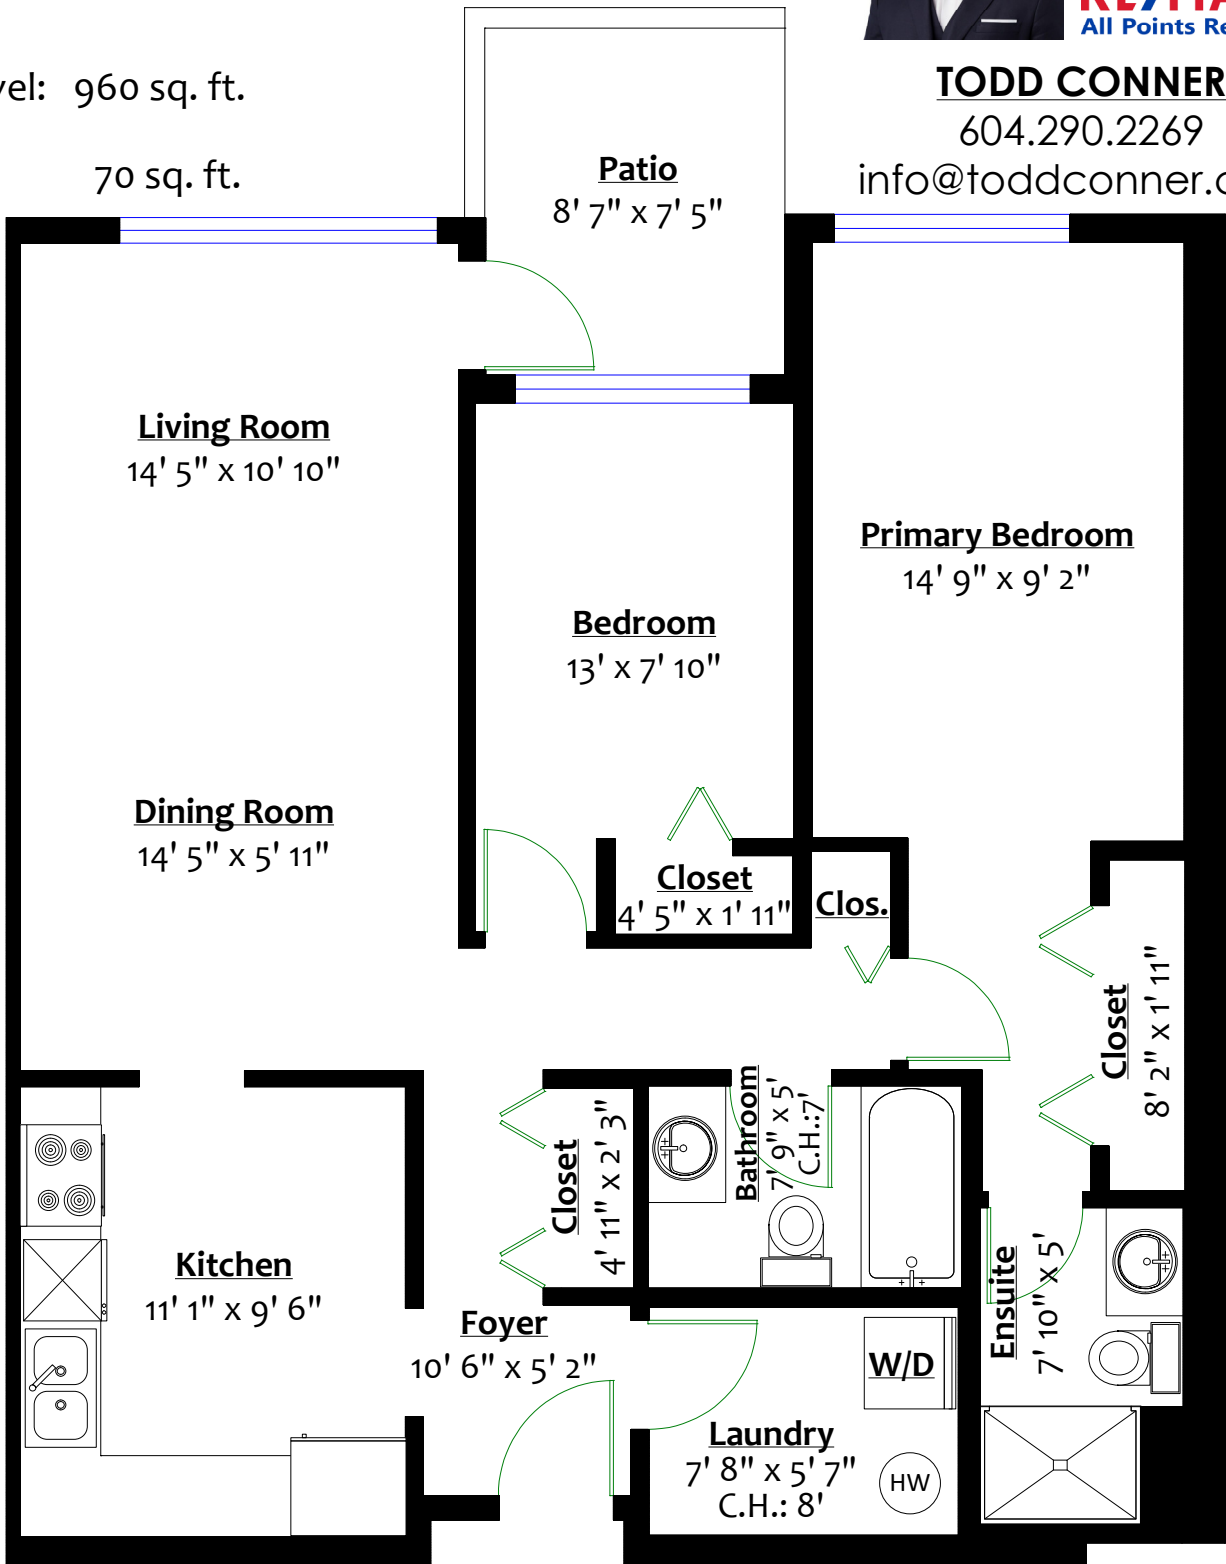 All Points Re
vel: 960 sq. ft.
70 sq. ft.
TODD CONNER
604.290.2269
info@toddconner.c
Patio
8' 7" x 7' 5"
Living Room
14' 5" x 10' 10"
Primary Bedroom
14' 9" x 9' 2"
Bedroom
13' x 7' 10"
Dining Room
14' 5" x 5' 11"
Closet
4' 5" x 1' 11"
Clos.
Closet
8' 2" x 1' 11"
Closet
4' 11" x 2' 3"
Bathroom
7' 9" x 5'
C.H.:7'
Kitchen
11' 1" x 9' 6"
Foyer
10' 6" x 5' 2"
Ensuite
7' 10" x 5'
W/D
Laundry
7' 8" x 5' 7"
C.H.: 8'
HW